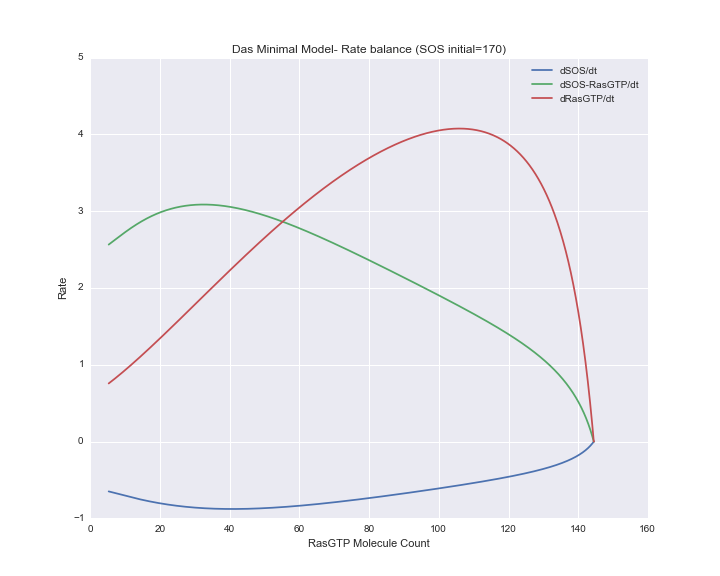 Das Minimal Model- Rate balance (SOS initial=170)
dSOS/dt
dSOS-RasGTP/dt
dRasGTP/dt
5
4
3
2
1
0
−1
Rate
0 20 40 60 80 100 120 140 160
RasGTP Molecule Count